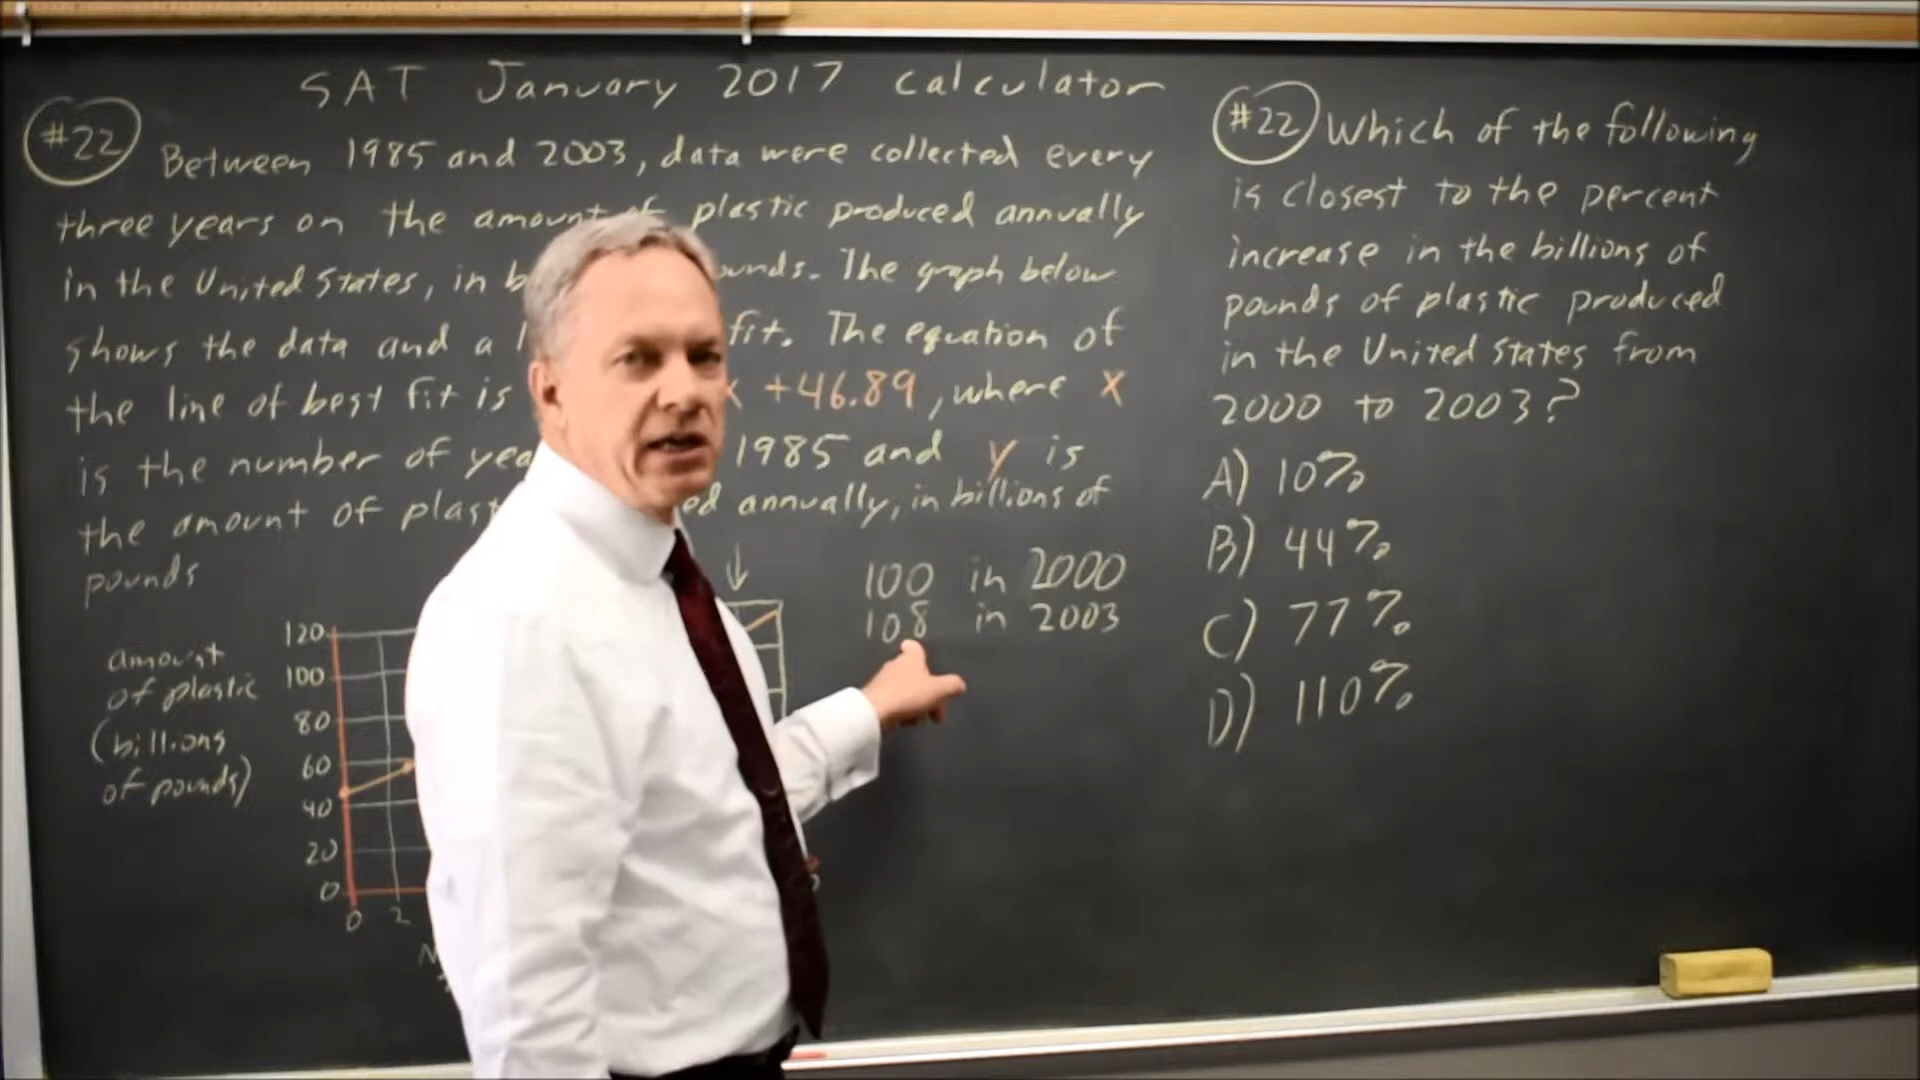 SAT January 2017 calculator
#22 Between 1985 and 2003, data were collected every
three years on the amount of plastic produced annually
in the United States, in b ounds. The graph below
shows the data and a l fit. The equation of
the line of best fit is x +46.89, where x
is the number of yea 1985 and y is
the amount of plast ed annually, in billions of
pounds
amount
of plastic
(billions
of pounds)
120
100
80
60
40
20
0
0 2
100 in 2000
108 in 2003
#22 Which of the following
is closest to the percent
increase in the billions of
pounds of plastic produced
in the United States from
2000 to 2003?
A) 10%
B) 44%
C) 77%
D) 110%